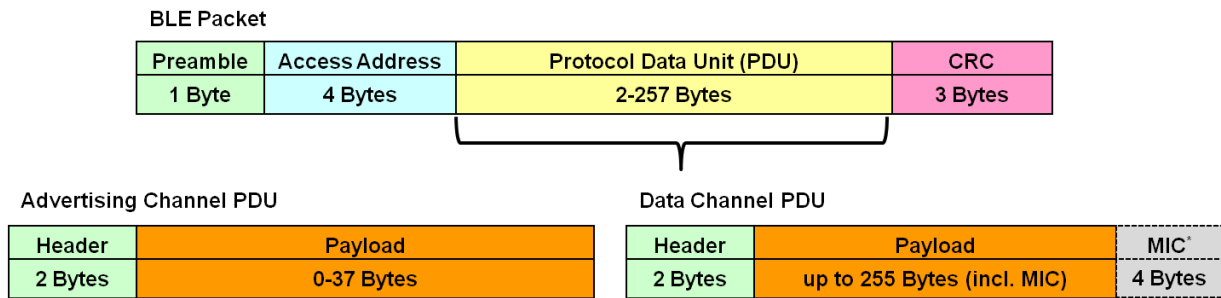 BLE Packet
Preamble Access Address Protocol Data Unit (PDU) CRC
1 Byte 4 Bytes 2-257 Bytes 3 Bytes
Advertising Channel PDU
Header Payload
2 Bytes 0-37 Bytes
Data Channel PDU
Header Payload MIC*
2 Bytes up to 255 Bytes (incl. MIC) 4 Bytes